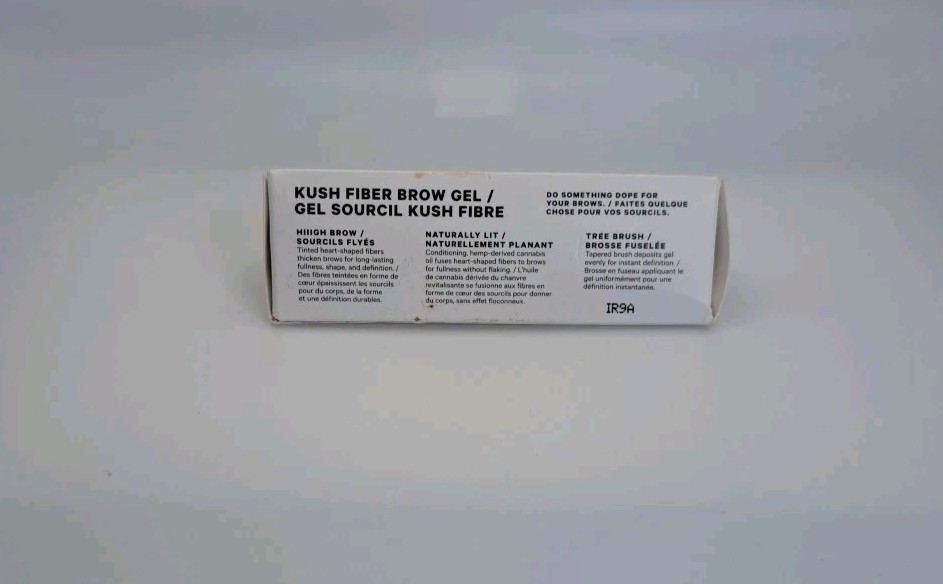 KUSH FIBER BROW GEL /
GEL SOURCIL KUSH FIBRE
DO SOMETHING DOPE FOR
YOUR BROWS. / FAITES QUELQUE
CHOSE POUR VOS SOURCILS.
HIIIGH BROW /
SOURCILS FLYÉS
Tinted heart-shaped fibers
thicken brows for long-lasting
fullness, shape, and definition. /
Des fibres teintées en forme de
cœur épaississent les sourcils
pour du corps, de la forme
et une définition durables.
NATURALLY LIT /
NATURELLEMENT PLANANT
Conditioning, hemp-derived cannabis
oil fuses heart-shaped fibers to brows
for fullness without flaking. / L'huile
de cannabis dérivée du chanvre
revitalisante se fusionne aux fibres en
forme de cœur des sourcils pour donner
du corps, sans effet floconneux.
TREE BRUSH /
BROSSE FUSELÉE
Tapered brush deposits gel
evenly for instant definition. /
Brosse en fuseau appliquant le
gel uniformément pour une
définition instantanée.
IR9A